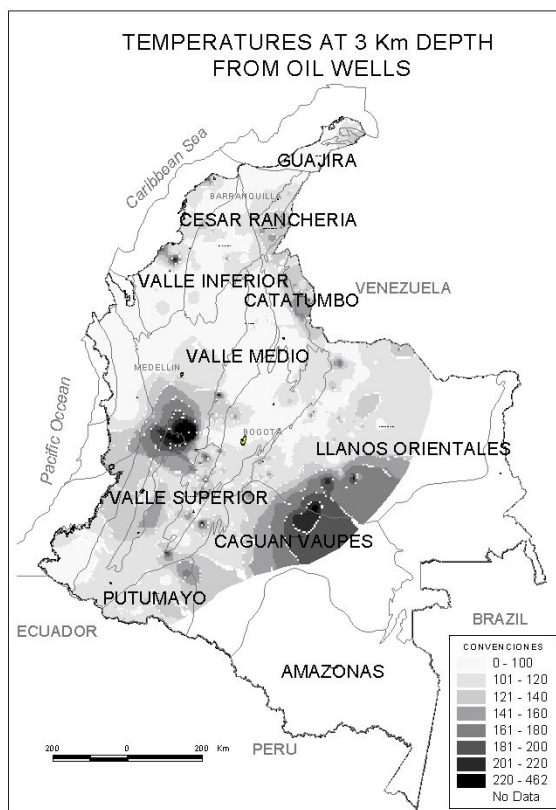 TEMPERATURES AT 3 Km DEPTH
FROM OIL WELLS
Caribbean Sea
GUAJIRA
BARRANQUILLA
CESAR RANCHERIA
VALLE INFERIOR
CATATUMBO
VENEZUELA
VALLE MEDIO
MEDELLIN
Pacific Occean
BOGOTA
LLANOS ORIENTALES
VALLE SUPERIOR
CAGUAN VAUPES
PUTUMAYO
ECUADOR
BRAZIL
AMAZONAS
PERU
200 0 200 Km
CONVENCIONES
0 - 100
101 - 120
121 - 140
141 - 160
161 - 180
181 - 200
201 - 220
220 - 462
No Data